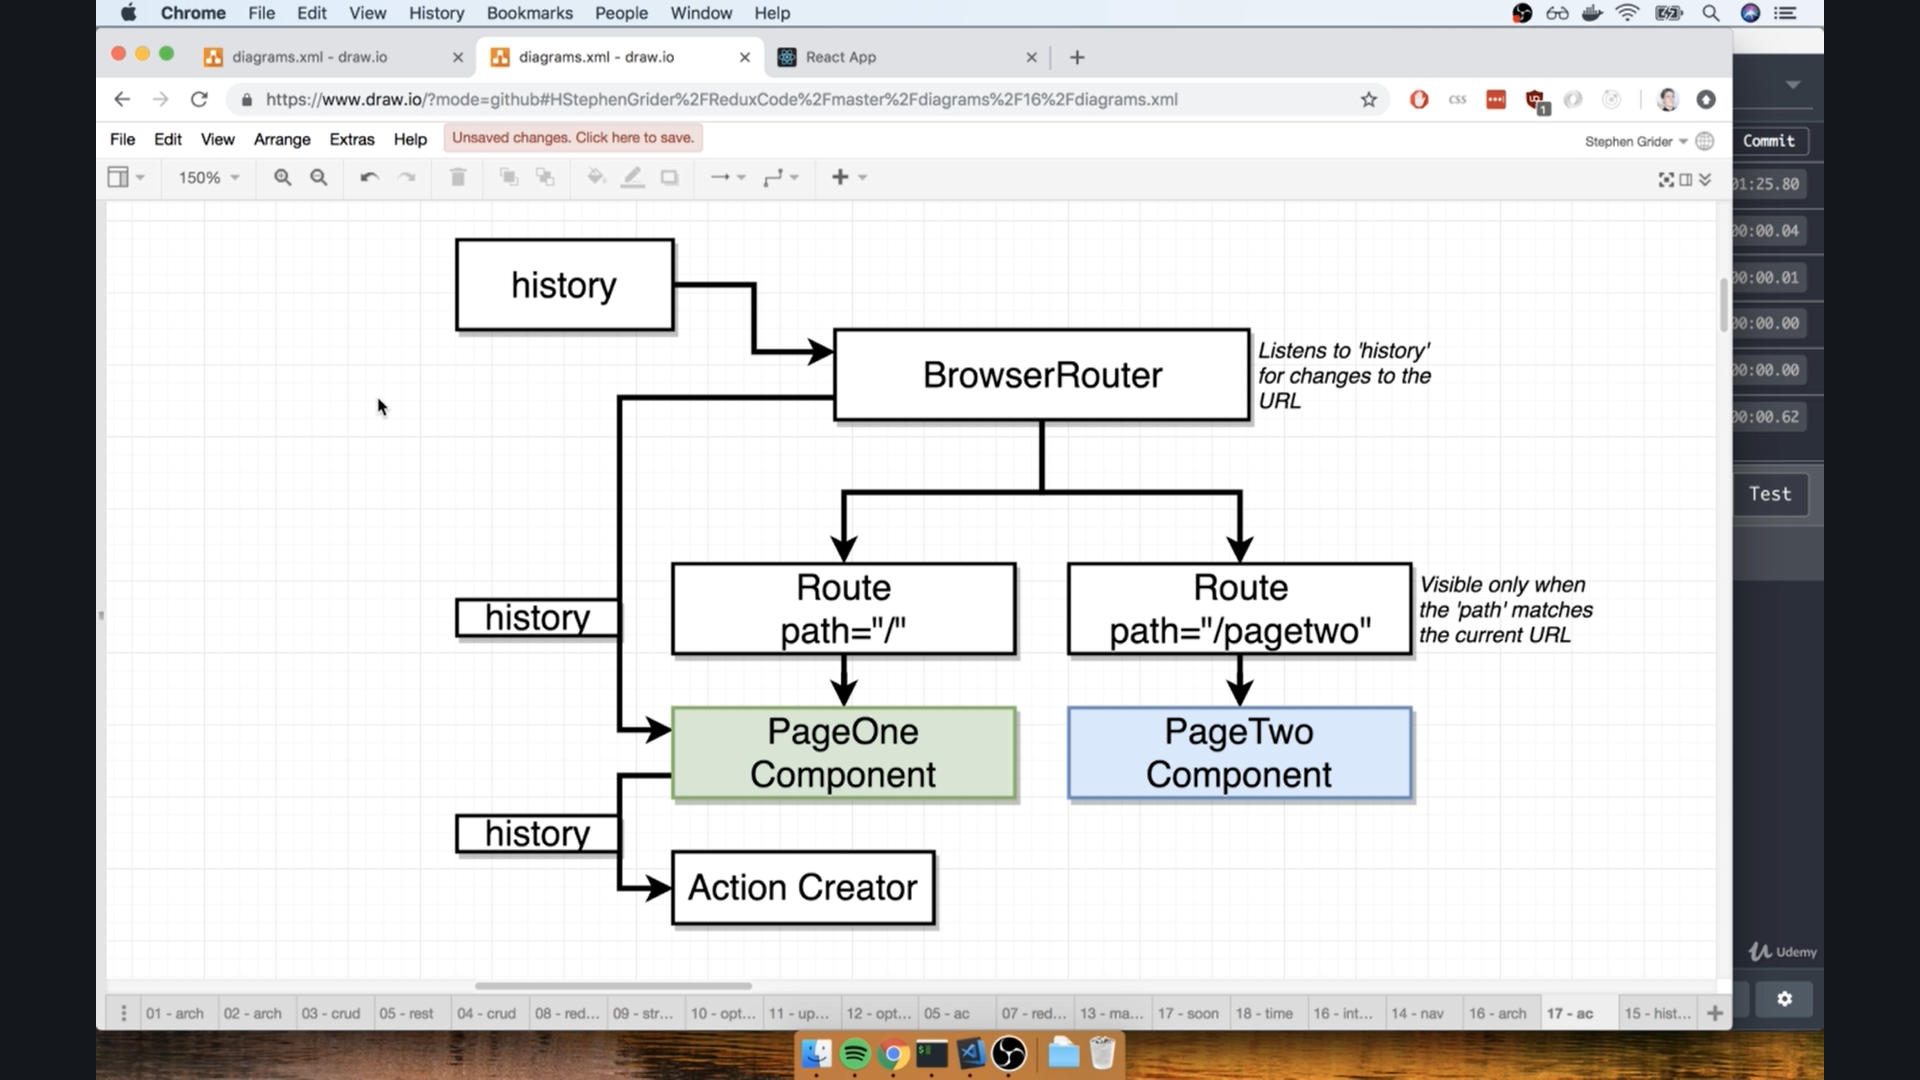 Chrome File Edit View History Bookmarks People Window Help
diagrams.xml - draw.io
diagrams.xml - draw.io
React App
https://www.draw.io/?mode=github#HStephenGrider%2FReduxCode%2Fmaster%2Fdiagrams%2F16%2Fdiagrams.xml
css
1
File Edit View Arrange Extras Help
Unsaved changes. Click here to save.
Stephen Grider
150%
Commit
01:25.80
00:00.04
00:00.01
00:00.00
00:00.00
00:00.62
Test
history
BrowserRouter
Listens to 'history'
for changes to the
URL
Route
path="/"
Route
path="/pagetwo"
Visible only when
the 'path' matches
the current URL
history
PageOne
Component
PageTwo
Component
history
Action Creator
Udemy
01 - arch
02 - arch
03 - crud
05 - rest
04 - crud
08 - red...
09 - str...
10 - opt...
11 - up...
12 - opt...
05 - ac
07 - red...
13 - ma...
17 - soon
18 - time
16 - int...
14 - nav
16 - arch
17 - ac
15 - hist...